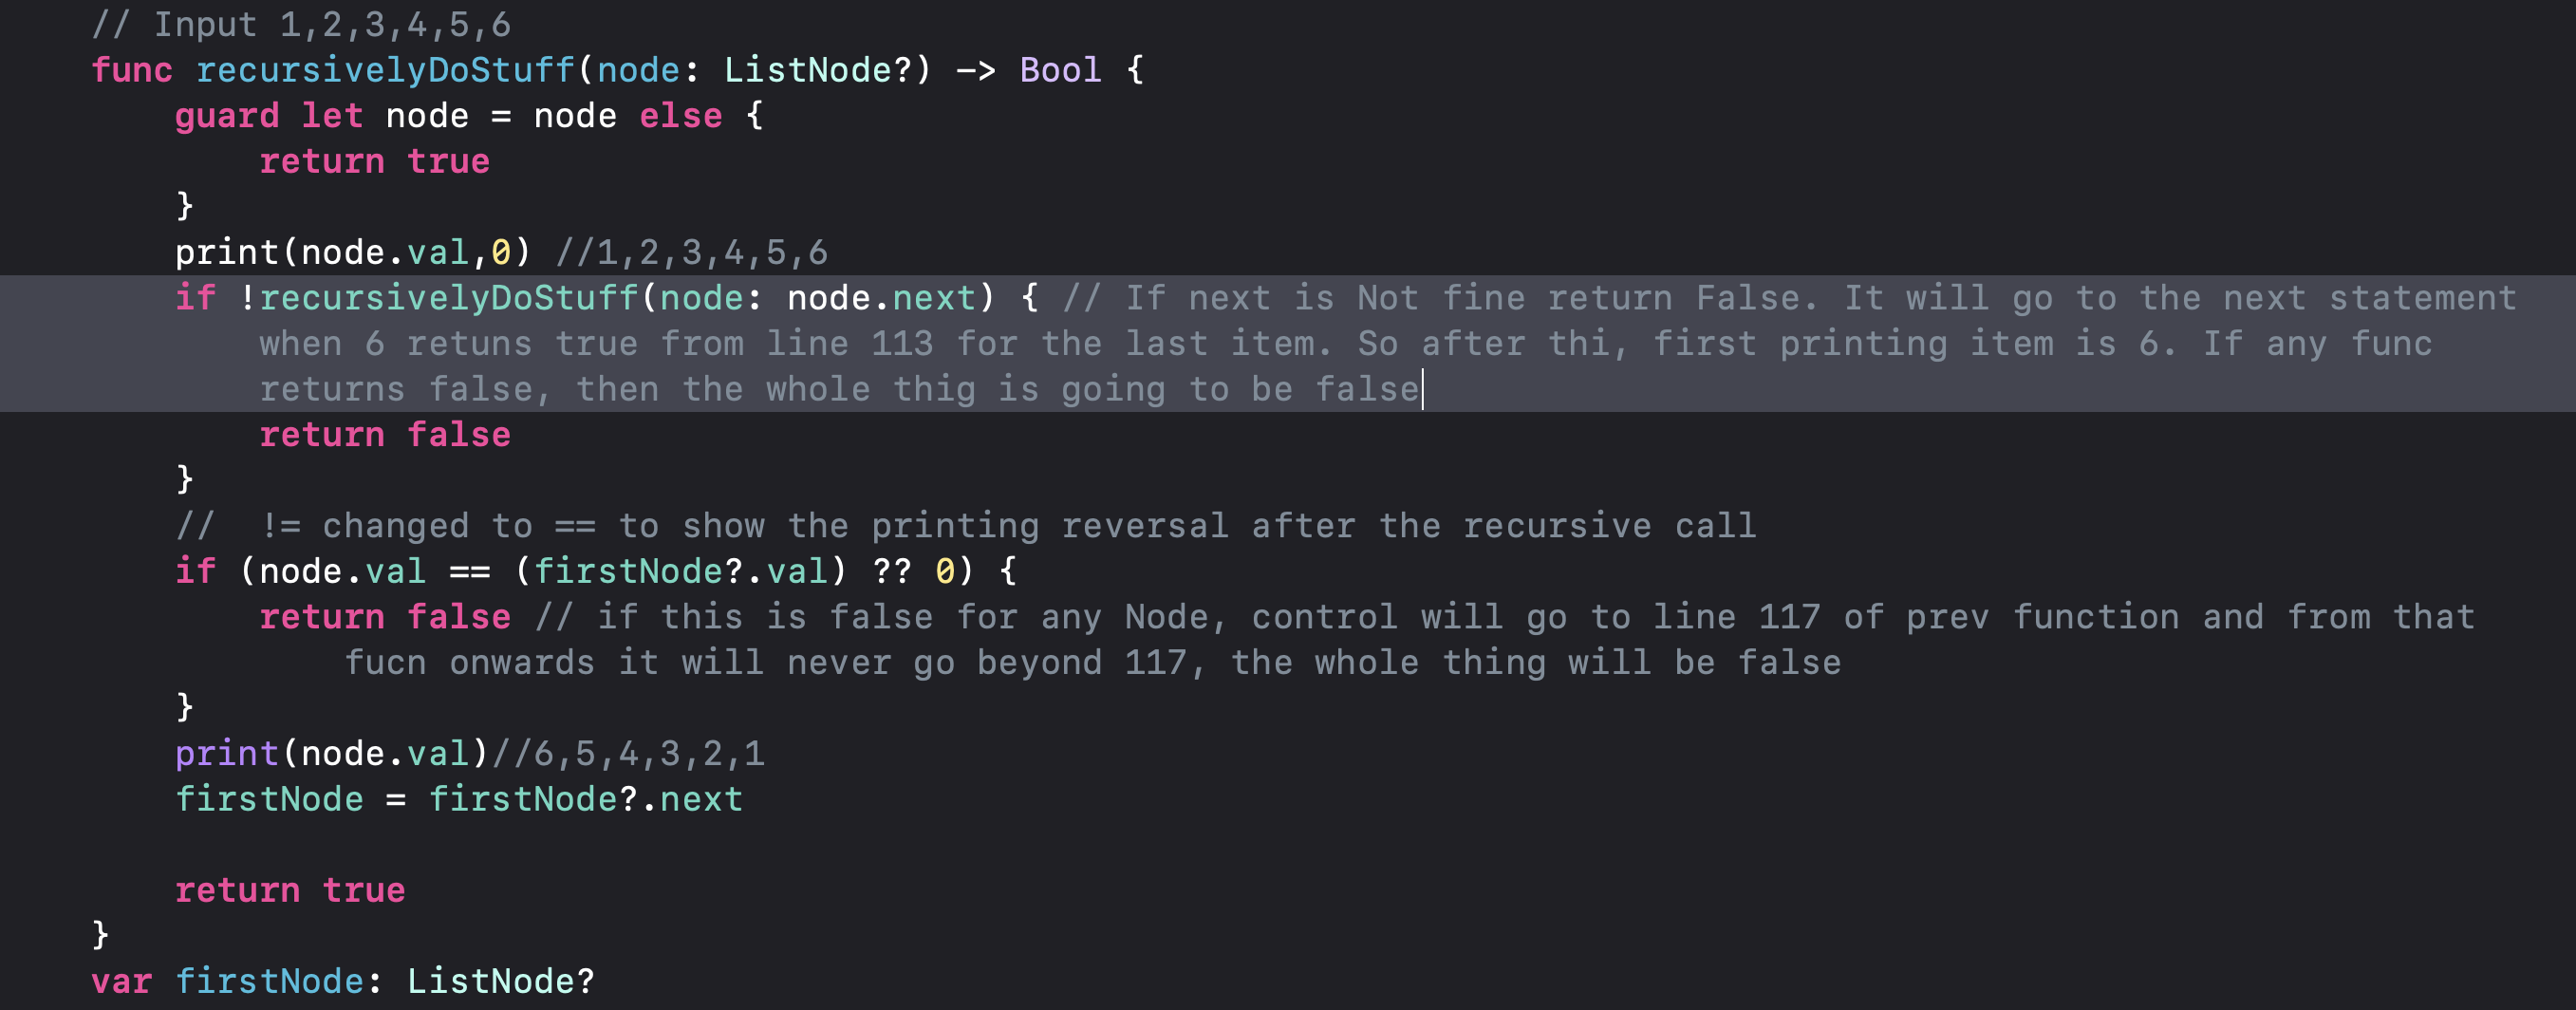 // Input 1,2,3,4,5,6
func recursivelyDoStuff(node: ListNode?) -> Bool {
guard let node = node else {
return true
}
print(node.val,0) //1,2,3,4,5,6
if !recursivelyDoStuff(node: node.next) { // If next is Not fine return False. It will go to the next statement
when 6 retuns true from line 113 for the last item. So after thi, first printing item is 6. If any func
returns false, then the whole thig is going to be false
return false
}
//  != changed to == to show the printing reversal after the recursive call
if (node.val == (firstNode?.val) ?? 0) {
return false // if this is false for any Node, control will go to line 117 of prev function and from that
fucn onwards it will never go beyond 117, the whole thing will be false
}
print(node.val)//6,5,4,3,2,1
firstNode = firstNode?.next
return true
}
var firstNode: ListNode?